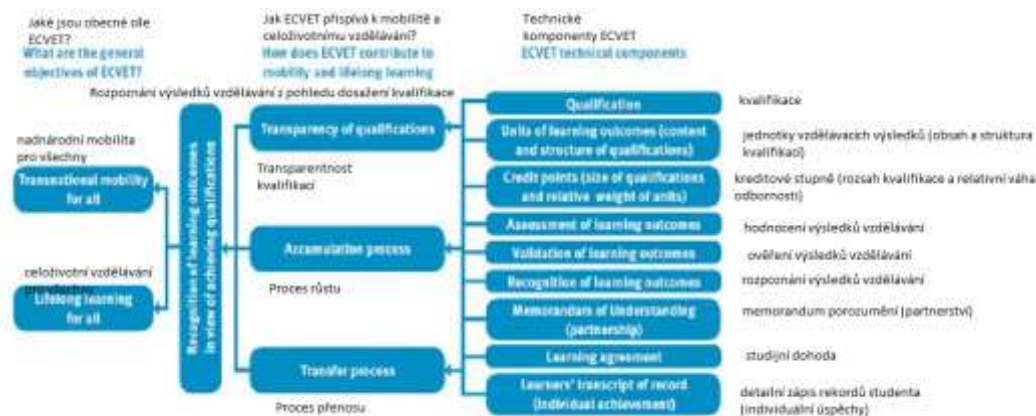 Jaké jsou obecné cíle
ECVET?
What are the general
objectives of ECVET?
Jak ECVET přispívá k mobilitě a
celoživotnímu vzdělávání?
How does ECVET contribute to
mobility and lifelong learning
Technické
komponenty ECVET
ECVET technical components
Rozpoznání výsledků vzdělávání z pohledu dosažení kvalifikace
nadnárodní mobilita
pro všechny
Transnational mobility
for all
celoživotní vzdělávání
pro všechny
Lifelong learning
for all
Recognition of learning outcomes
in view of achieving qualifications
Transparency of qualifications
Transparentnost
kvalifikací
Accumulation process
Proces růstu
Transfer process
Proces přenosu
Qualification
kvalifikace
Units of learning outcomes (content
and structure of qualifications)
jednotky vzdělávacích výsledků (obsah a struktura
kvalifikací)
Credit points (size of qualifications
and relative weight of units)
kreditové stupně (rozsah kvalifikace a relativní váha
odbornosti)
Assessment of learning outcomes
hodnocení výsledků vzdělávání
Validation of learning outcomes
ověření výsledků vzdělávání
Recognition of learning outcomes
rozpoznání výsledků vzdělávání
Memorandum of Understanding
(partnership)
memorandum porozumění (partnerství)
Learning agreement
studijní dohoda
Learners' transcript of record
(Individual achievement)
detailní zápis rekordů studenta
(individuální úspěchy)